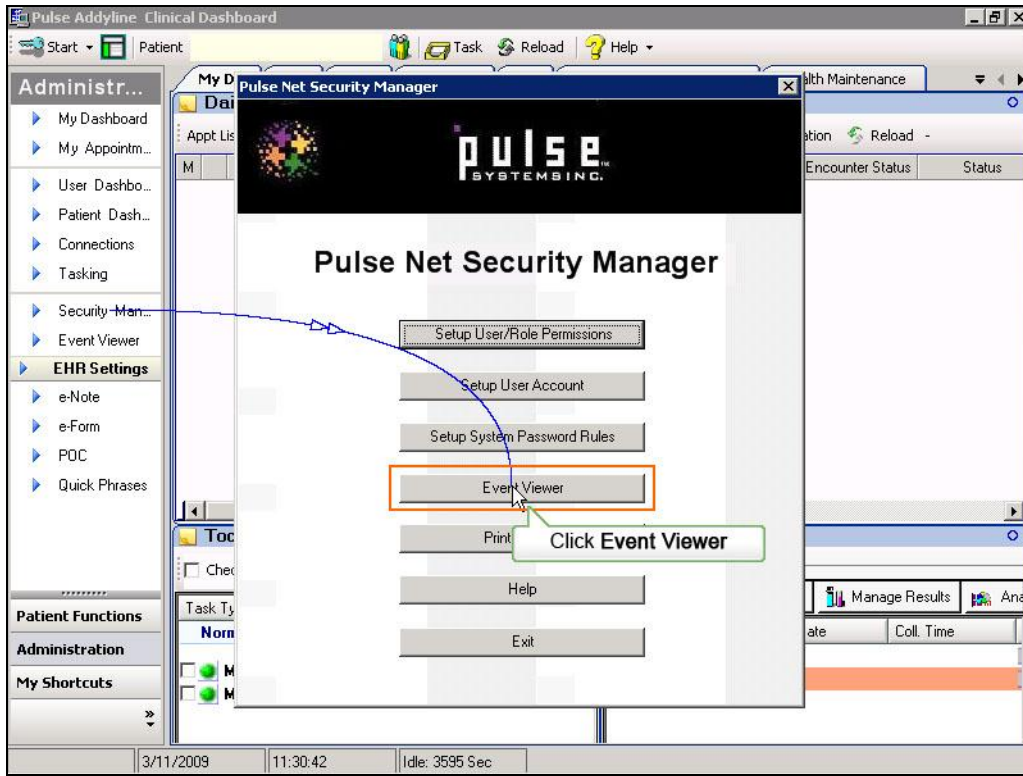 Pulse Addyline Clinical Dashboard
Start
Patient
Task
Reload
Help
Administr...
My Dashboard
My Appointm...
User Dashbo...
Patient Dash...
Connections
Tasking
Security Man...
Event Viewer
EHR Settings
e-Note
e-Form
POC
Quick Phrases
Patient Functions
Administration
My Shortcuts
My D
lth Maintenance
Dai
Appt Lis
ation
Reload -
M
Encounter Status
Status
Pulse Net Security Manager
pulse
SYSTEMS INC.
Pulse Net Security Manager
Setup User/Role Permissions
Setup User Account
Setup System Password Rules
Event Viewer
Print
Click Event Viewer
Help
Exit
Toc
Chec
Manage Results
Ana
Task Ty
ate
Coll. Time
Norm
M
M
3/11/2009
11:30:42
Idle: 3595 Sec